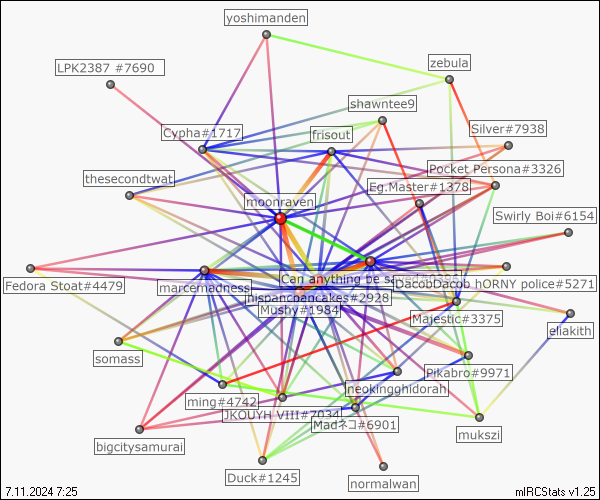 yoshimanden
zebula
LPK2387 #7690
shawntee9
Cypha#1717
frisout
Silver#7938
Pocket Persona#3326
thesecondtwat
Eg.Master#1378
moonraven
Swirly Boi#6154
Can anything be
Fedora Stoat#4479
marcemadness
DacobDacob hORNY police#5271
hispancpancakes#2928
Mushy#1984
Majestic#3375
eliakith
somass
Pikabro#9971
neokingghidorah
ming#4742
JKOUYH VIII#7034
Madネコ#6901
mukszi
bigcitysamurai
Duck#1245
normalwan
7.11.2024 7:25
mIRCStats v1.25